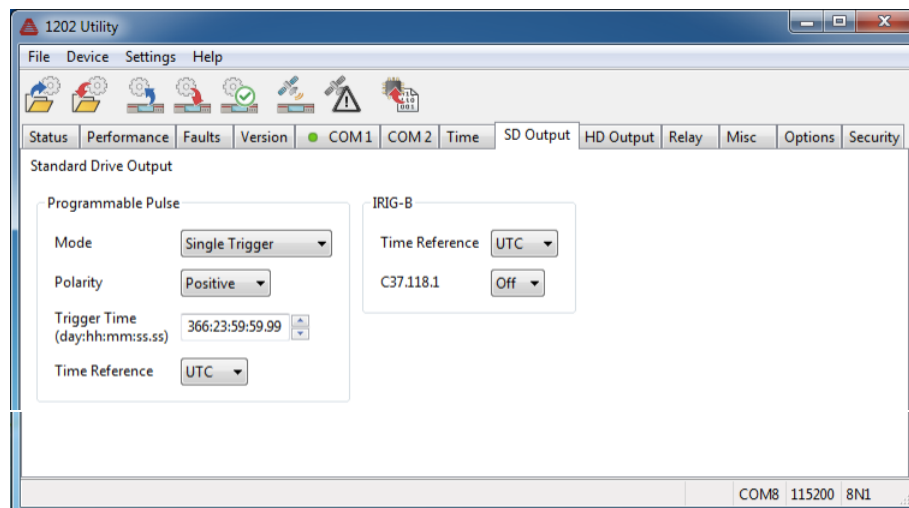 1202 Utility
File Device Settings Help
Status Performance Faults Version COM 1 COM 2 Time SD Output HD Output Relay Misc Options Security
Standard Drive Output
Programmable Pulse
Mode Single Trigger
Polarity Positive
Trigger Time
(day:hh:mm:ss.ss) 366:23:59:59.99
Time Reference UTC
IRIG-B
Time Reference UTC
C37.118.1 Off
COM8 115200 8N1